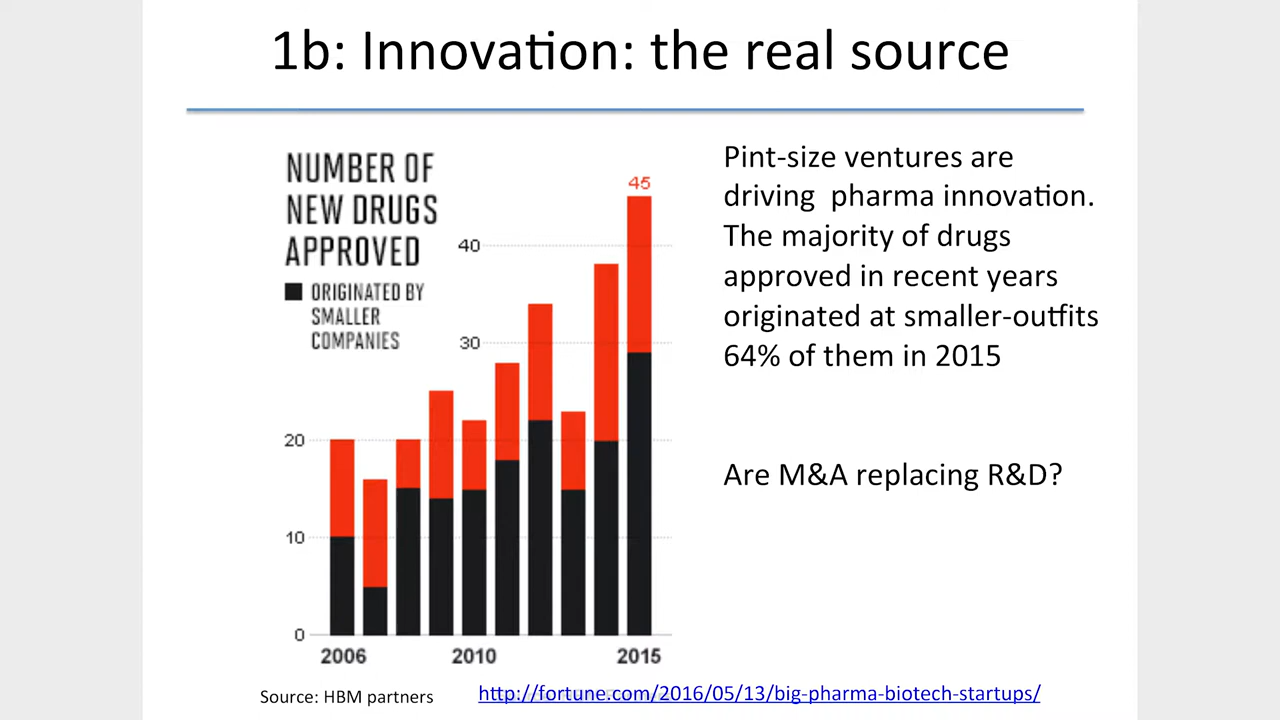 1b: Innovation: the real source
NUMBER OF
NEW DRUGS
APPROVED
ORIGINATED BY
SMALLER
COMPANIES
45
40
30
20
10
0
2006
2010
2015
Pint-size ventures are
driving pharma innovation.
The majority of drugs
approved in recent years
originated at smaller-outfits
64% of them in 2015
Are M&A replacing R&D?
Source: HBM partners
http://fortune.com/2016/05/13/big-pharma-biotech-startups/